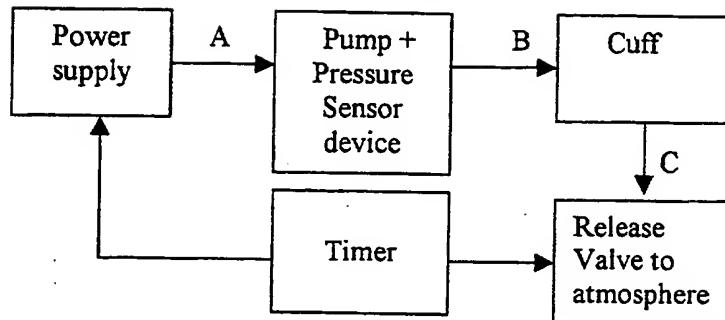 Power
supply
A
Pump +
Pressure
Sensor
device
B
Cuff
C
Timer
Release
Valve to
atmosphere